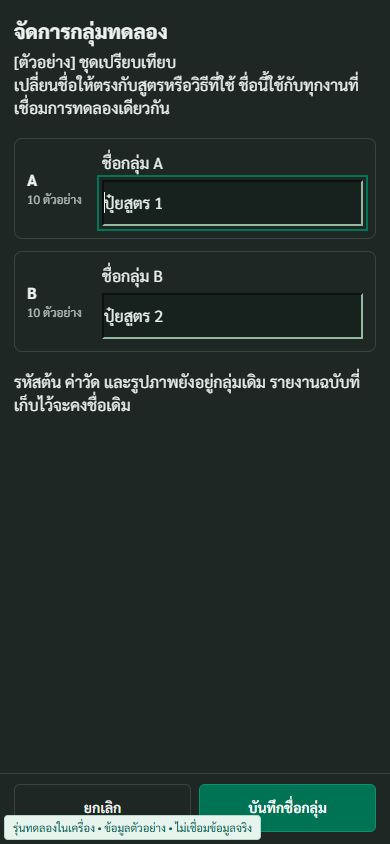 จัดการกลุ่มทดลอง
[ตัวอย่าง] ชุดเปรียบเทียบ
เปลี่ยนชื่อให้ตรงกับสูตรหรือวิธีที่ใช้ ชื่อนี้ใช้กับทุกงานที่
เชื่อมการทดลองเดียวกัน
A
10 ตัวอย่าง
ชื่อกลุ่ม A
ปุ๋ยสูตร 1
B
10 ตัวอย่าง
ชื่อกลุ่ม B
ปุ๋ยสูตร 2
รหัสต้น ค่าวัด และรูปภาพยังอยู่กลุ่มเดิม รายงานฉบับที่
เก็บไว้จะคงชื่อเดิม
ยกเลิก
บันทึกชื่อกลุ่ม
รุ่นทดลองในเครื่อง • ข้อมูลตัวอย่าง • ไม่เชื่อมข้อมูลจริง